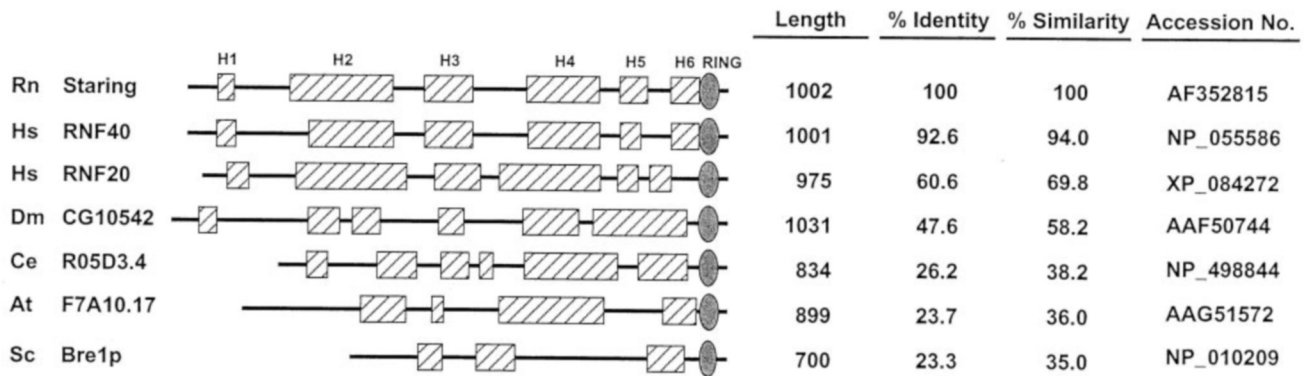 Length % Identity % Similarity Accession No.
H1 H2 H3 H4 H5 H6 RING
Rn Staring 1002 100 100 AF352815
Hs RNF40 1001 92.6 94.0 NP_055586
Hs RNF20 975 60.6 69.8 XP_084272
Dm CG10542 1031 47.6 58.2 AAF50744
Ce R05D3.4 834 26.2 38.2 NP_498844
At F7A10.17 899 23.7 36.0 AAG51572
Sc Bre1p 700 23.3 35.0 NP_010209